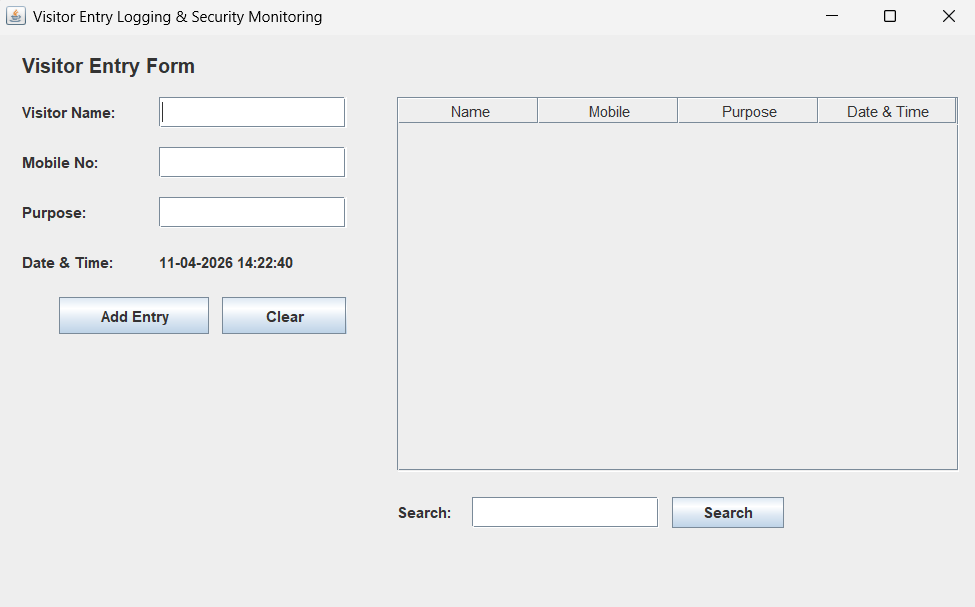 Visitor Entry Logging & Security Monitoring
Visitor Entry Form
Visitor Name:
Mobile No:
Purpose:
Date & Time: 11-04-2026 14:22:40
Add Entry Clear
Name Mobile Purpose Date & Time
Search: Search